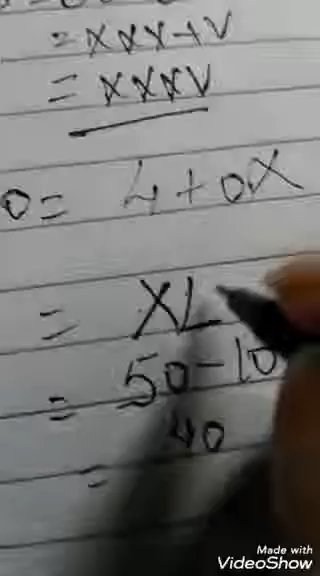 = XXX+V
= XXXV
0= 4+0X
= XL
= 50-10
= 40
Made with
VideoShow